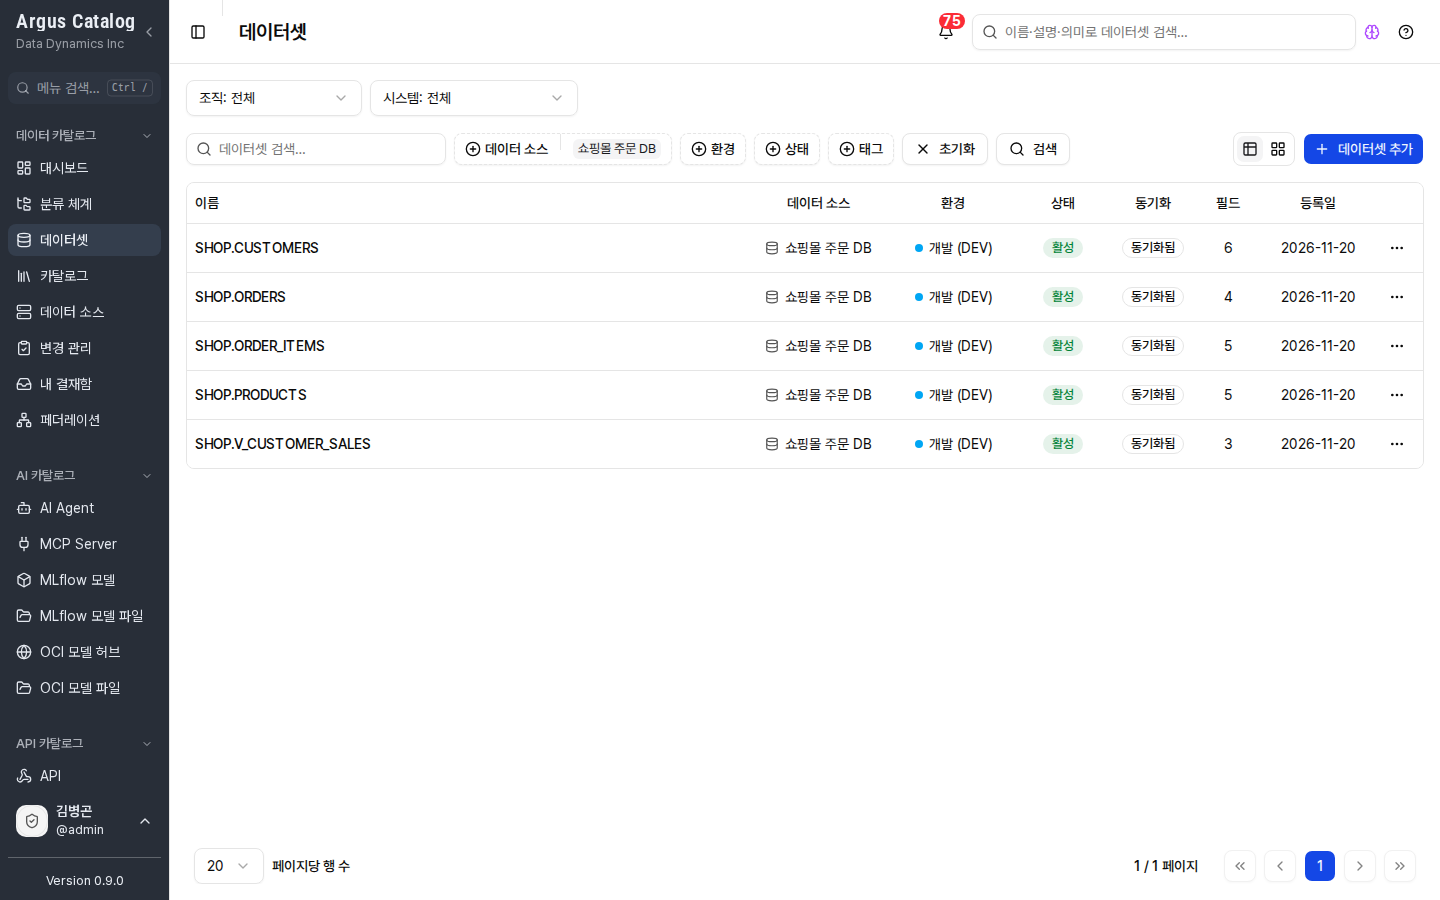 Argus Catalog
Data Dynamics Inc
메뉴 검색... Ctrl /
데이터 카탈로그
대시보드
분류 체계
데이터셋
카탈로그
데이터 소스
변경 관리
내 결재함
페더레이션
AI 카탈로그
AI Agent
MCP Server
MLflow 모델
MLflow 모델 파일
OCI 모델 허브
OCI 모델 파일
API 카탈로그
API
김병곤
@admin
Version 0.9.0
데이터셋
75
이름·설명·의미로 데이터셋 검색...
조직: 전체 시스템: 전체
데이터셋 검색... 데이터 소스 쇼핑몰 주문 DB 환경 상태 태그 초기화 검색 데이터셋 추가
이름 데이터 소스 환경 상태 동기화 필드 등록일
SHOP.CUSTOMERS 쇼핑몰 주문 DB 개발 (DEV) 활성 동기화됨 6 2026-11-20
SHOP.ORDERS 쇼핑몰 주문 DB 개발 (DEV) 활성 동기화됨 4 2026-11-20
SHOP.ORDER_ITEMS 쇼핑몰 주문 DB 개발 (DEV) 활성 동기화됨 5 2026-11-20
SHOP.PRODUCTS 쇼핑몰 주문 DB 개발 (DEV) 활성 동기화됨 5 2026-11-20
SHOP.V_CUSTOMER_SALES 쇼핑몰 주문 DB 개발 (DEV) 활성 동기화됨 3 2026-11-20
20 페이지당 행 수 1 / 1 페이지 1